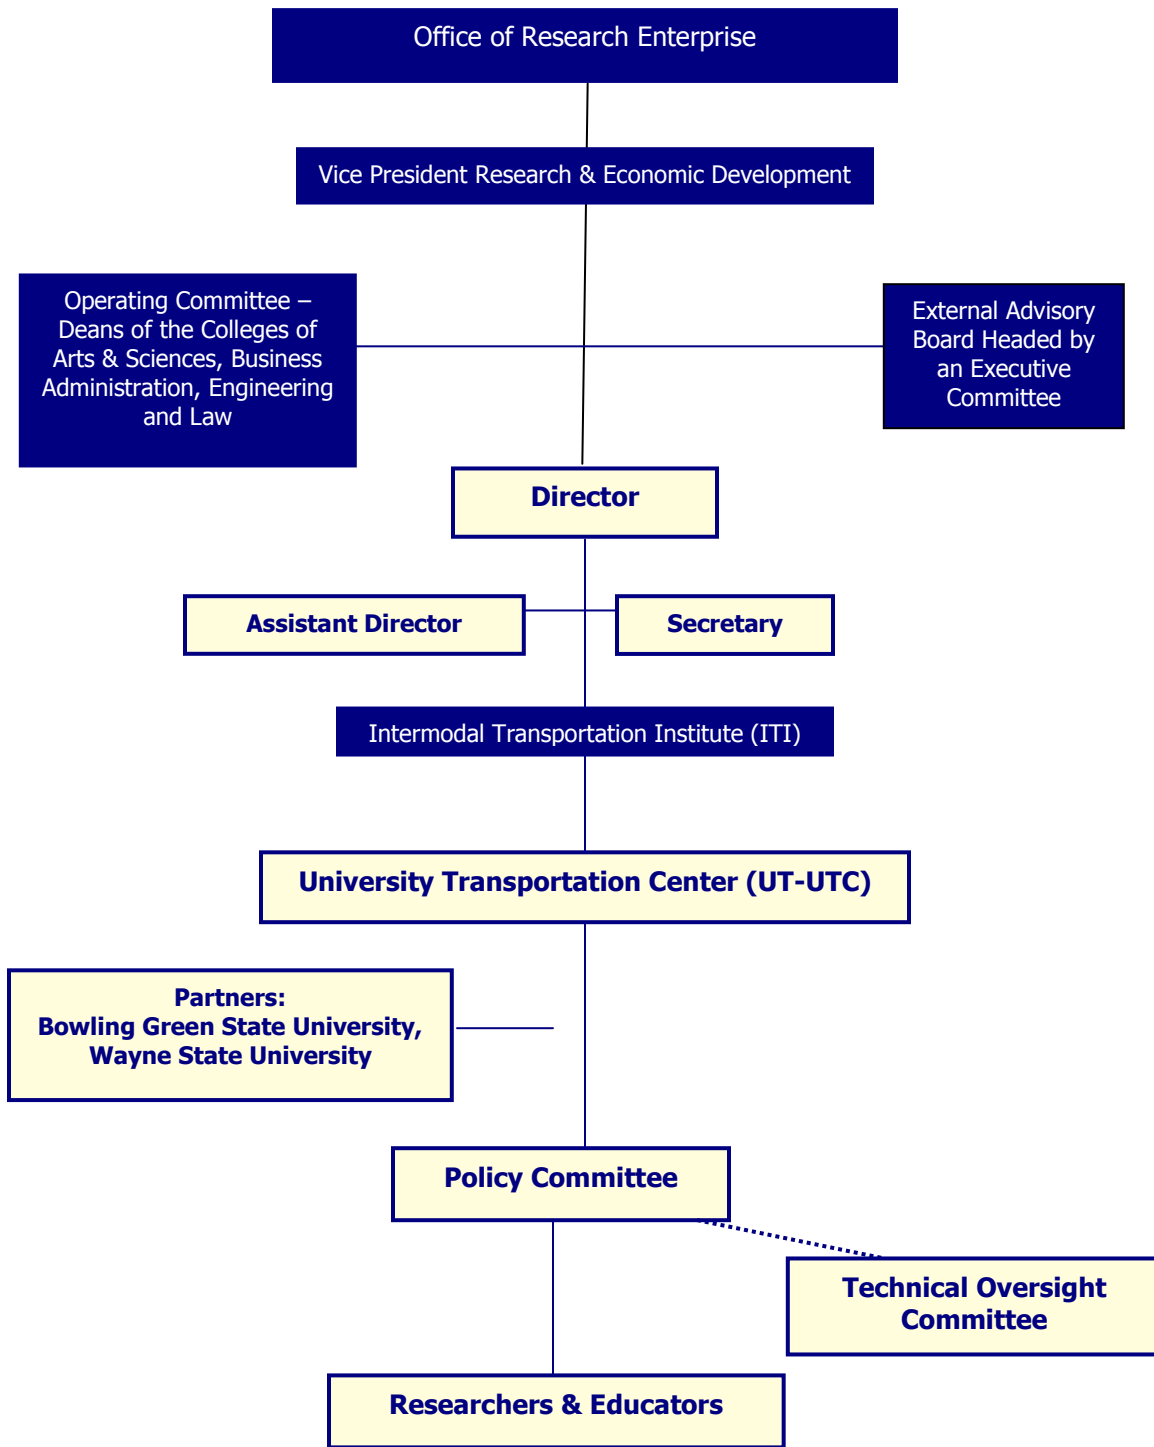 Office of Research Enterprise
Vice President Research & Economic Development
Operating Committee –
Deans of the Colleges of
Arts & Sciences, Business
Administration, Engineering
and Law
External Advisory
Board Headed by
an Executive
Committee
Director
Assistant Director
Secretary
Intermodal Transportation Institute (ITI)
University Transportation Center (UT-UTC)
Partners:
Bowling Green State University,
Wayne State University
Policy Committee
Technical Oversight
Committee
Researchers & Educators